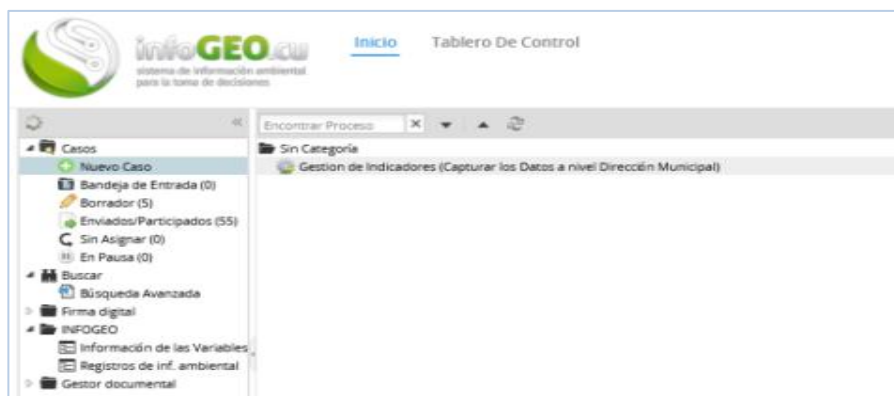 infoGEO.cu
sistema de información ambiental
para la toma de decisiones
Inicio
Tablero De Control
Encontrar Proceso
Casos
Nuevo Caso
Bandeja de Entrada (0)
Borrador (5)
Enviados/Participados (55)
Sin Asignar (0)
En Pausa (0)
Buscar
Búsqueda Avanzada
Firma digital
INFOGEO
Información de las Variables
Registros de inf. ambiental
Gestor documental
Sin Categoría
Gestion de Indicadores (Capturar los Datos a nivel Dirección Municipal)